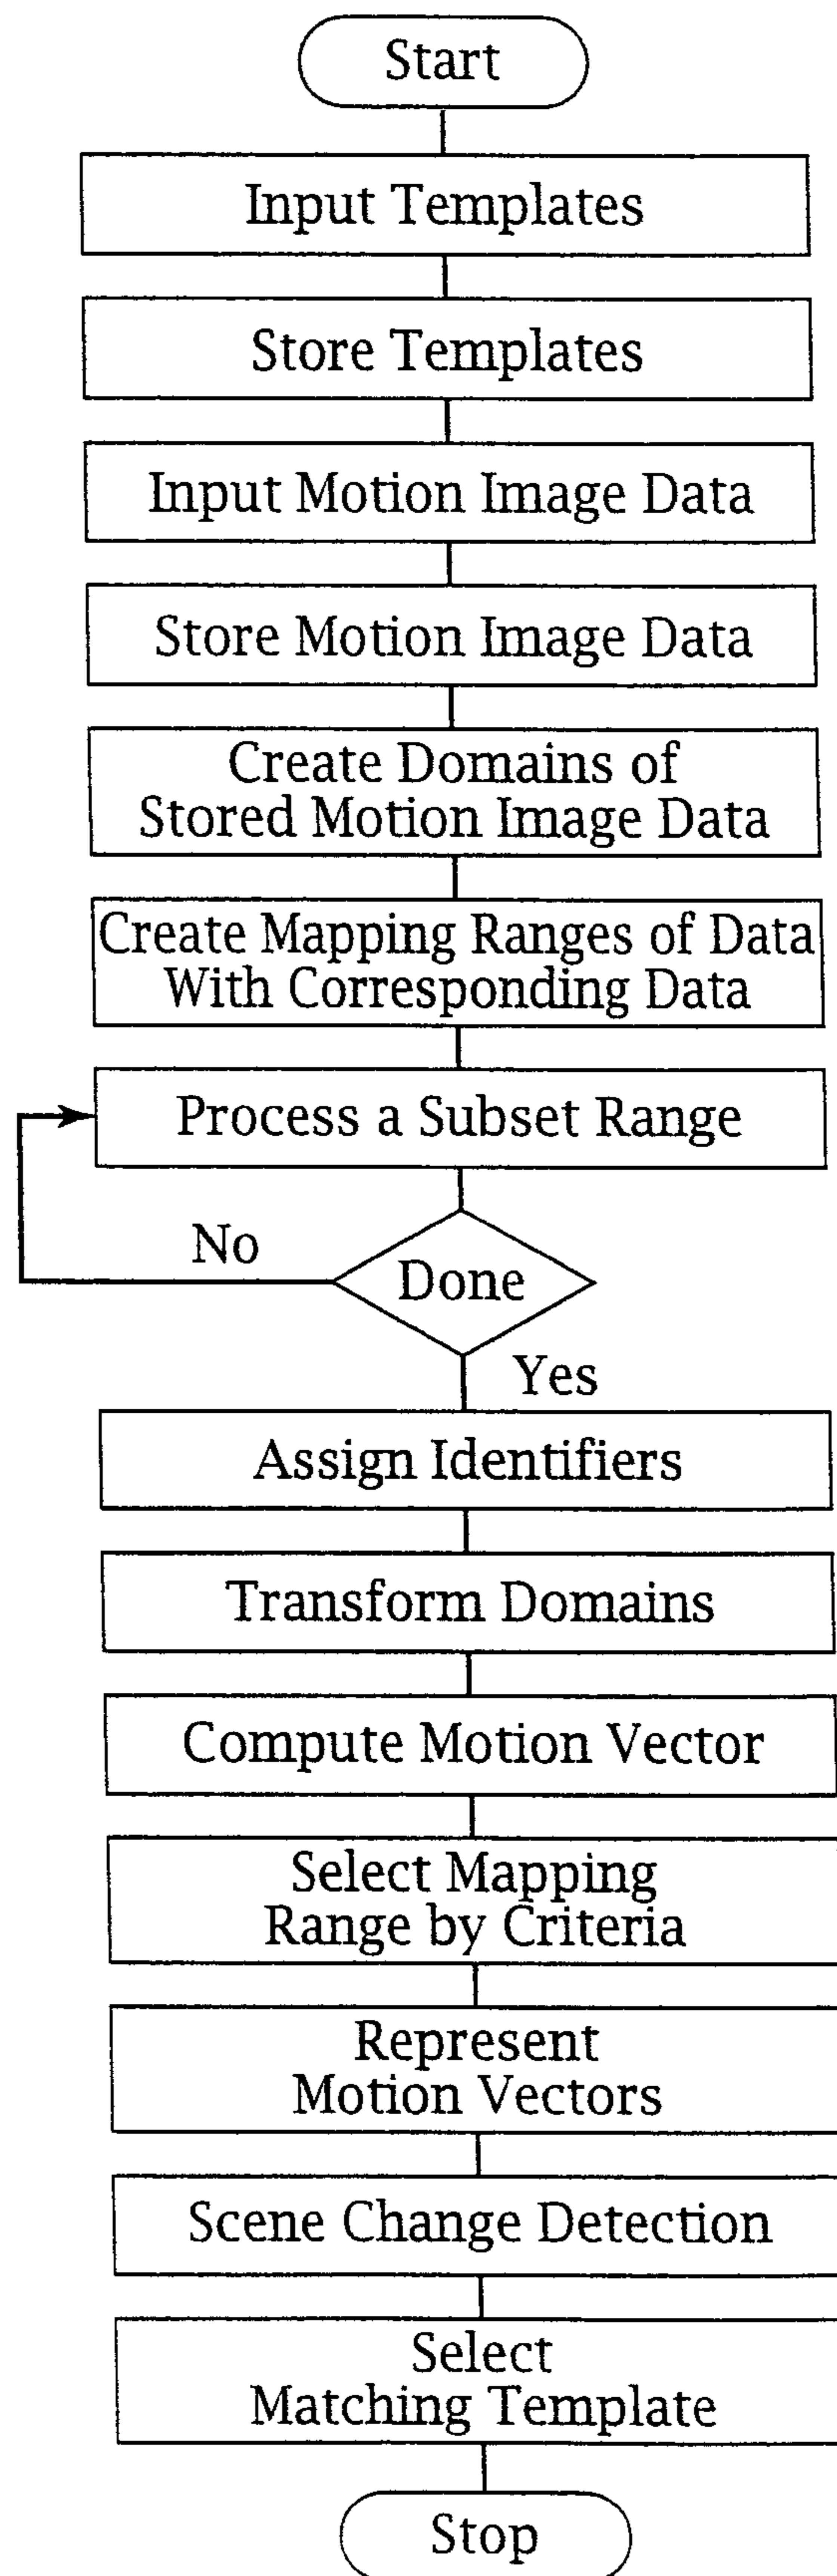 Start
Input Templates
Store Templates
Input Motion Image Data
Store Motion Image Data
Create Domains of
Stored Motion Image Data
Create Mapping Ranges of Data
With Corresponding Data
Process a Subset Range
No
Done
Yes
Assign Identifiers
Transform Domains
Compute Motion Vector
Select Mapping
Range by Criteria
Represent
Motion Vectors
Scene Change Detection
Select
Matching Template
Stop